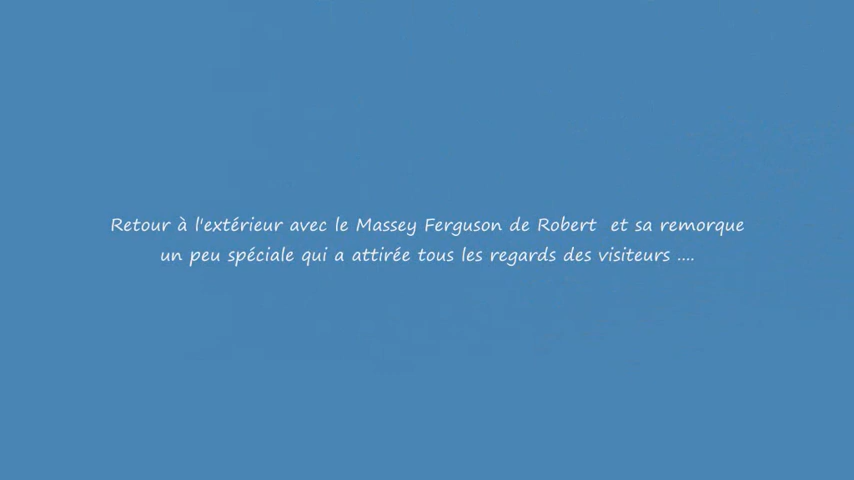 Retour à l'extérieur avec le Massey Ferguson de Robert  et sa remorque
un peu spéciale qui a attirée tous les regards des visiteurs ....